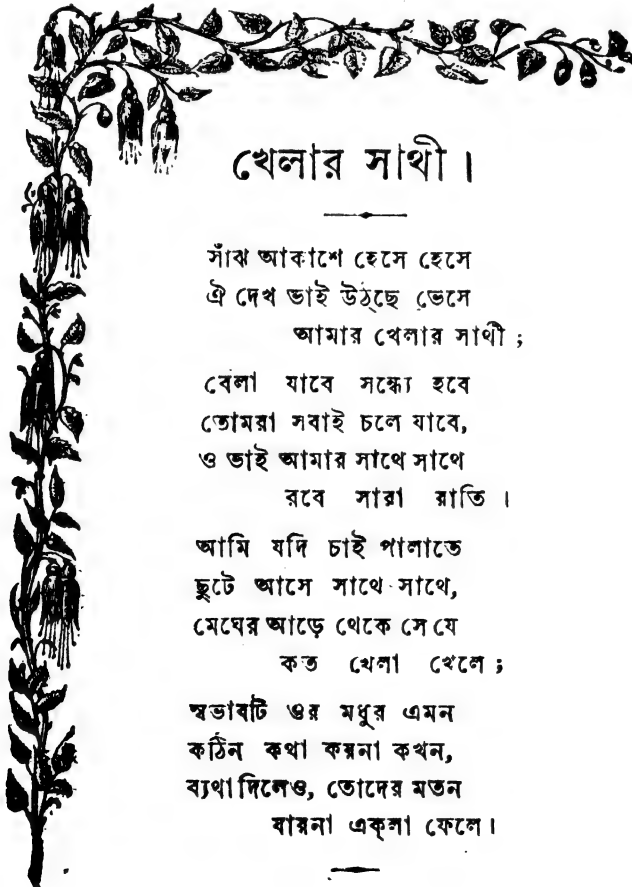 খেলার সাথী।
সাঁঝ আকাশে হেসে হেসে
ঐ দেখ ভাই উঠ্ছে ভেসে
আমার খেলার সাথী;
বেলা যাবে সন্ধ্যে হবে
তোমরা সবাই চলে যাবে,
ও ভাই আমার সাথে সাথে
রবে সারা রাতি।
আমি যদি চাই পালাতে
ছুটে আসে সাথে সাথে,
মেঘের আড়ে থেকে সে যে
কত খেলা খেলে;
স্বভাবটি ওর মধুর এমন
কঠিন কথা কয়না কখন,
ব্যথা দিলেও, তোদের মতন
যায়না এক্‌লা ফেলে।